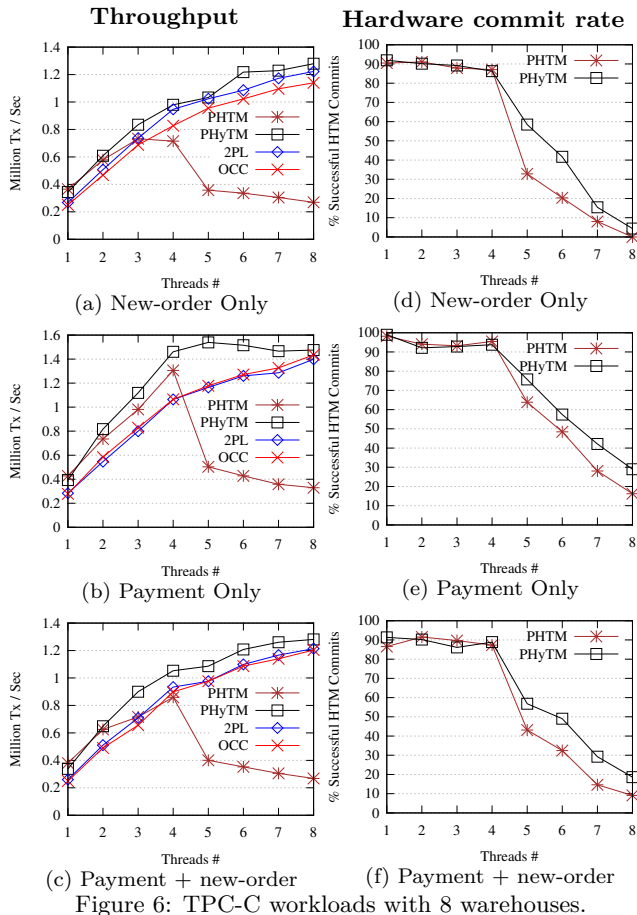 Throughput
Hardware commit rate
Million Tx / Sec
1.4
1.2
1
0.8
0.6
0.4
0.2
0
1 2 3 4 5 6 7 8
Threads #
PHTM
PHyTM
2PL
OCC
(a) New-order Only
% Successful HTM Commits
100
90
80
70
60
50
40
30
20
10
0
1 2 3 4 5 6 7 8
Threads #
PHTM
PHyTM
(d) New-order Only
Million Tx / Sec
1.6
1.4
1.2
1
0.8
0.6
0.4
0.2
0
1 2 3 4 5 6 7 8
Threads #
PHTM
PHyTM
2PL
OCC
(b) Payment Only
% Successful HTM Commits
100
90
80
70
60
50
40
30
20
10
0
1 2 3 4 5 6 7 8
Threads #
PHTM
PHyTM
(e) Payment Only
Million Tx / Sec
1.4
1.2
1
0.8
0.6
0.4
0.2
0
1 2 3 4 5 6 7 8
Threads #
PHTM
PHyTM
2PL
OCC
(c) Payment + new-order
% Successful HTM Commits
100
90
80
70
60
50
40
30
20
10
0
1 2 3 4 5 6 7 8
Threads #
PHTM
PHyTM
(f) Payment + new-order
Figure 6: TPC-C workloads with 8 warehouses.